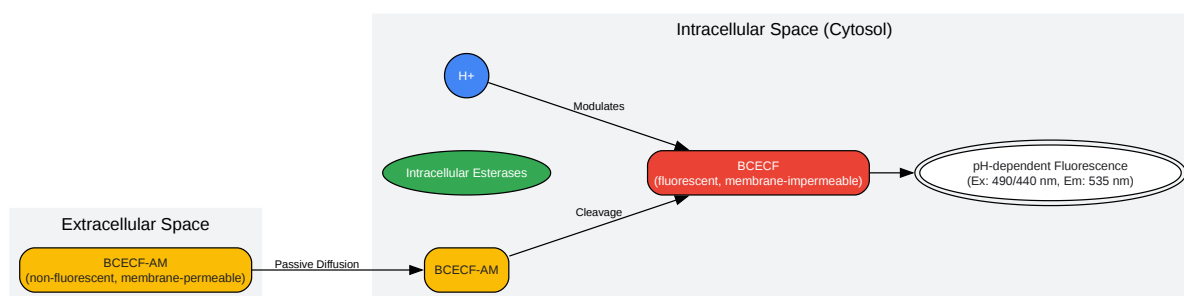 Intracellular Space (Cytosol)
H+
Modulates
Intracellular Esterases
BCECF
(fluorescent, membrane-impermeable)
pH-dependent Fluorescence
(Ex: 490/440 nm, Em: 535 nm)
Cleavage
Extracellular Space
BCECF-AM
(non-fluorescent, membrane-permeable)
Passive Diffusion
BCECF-AM